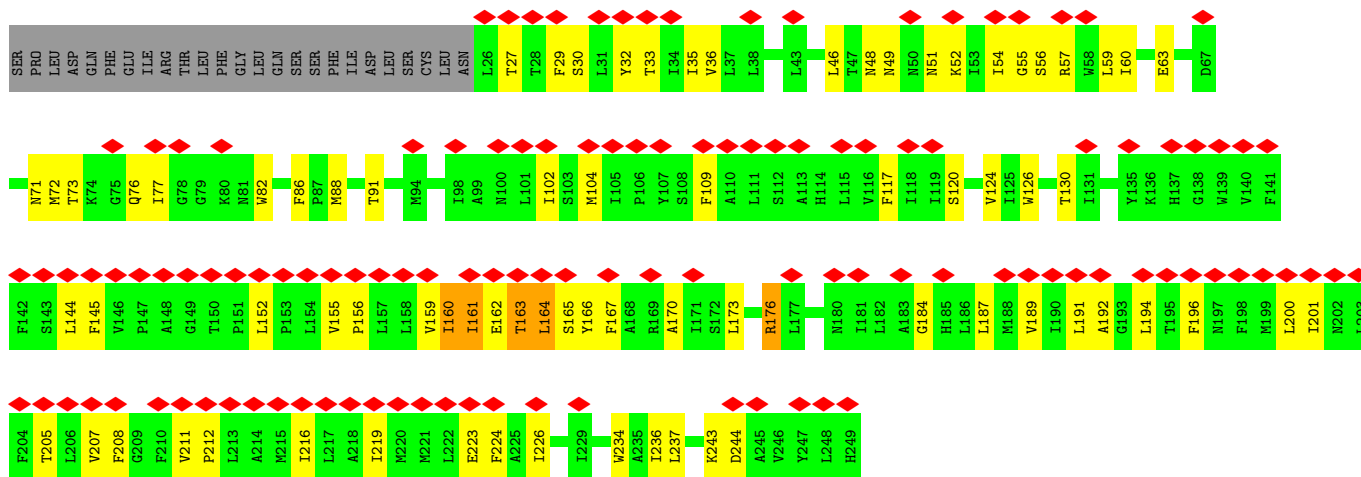 SER PRO LEU ASP GLN PHE GLU ILE ARG THR LEU PHE GLY LEU GLN SER SER PHE ILE ASP LEU SER CYS LEU ASN L26 T27 T28 F29 S30 L31 Y32 T33 I34 I35 V36 L37 L38 L43 L46 T47 N48 N49 N50 N51 K52 I53 I54 G55 S56 R57 W58 L59 I60 E63 D67
N71 M72 T73 K74 G75 Q76 I77 G78 G79 K80 N81 W82 F86 P87 M88 T91 M94 I98 A99 N100 L101 I102 S103 M104 I105 P106 Y107 S108 F109 A110 L111 S112 A113 H114 L115 V116 F117 I118 I119 S120 V124 I125 W126 T130 I131 Y135 K136 H137 G138 W139 V140 F141
F142 S143 L144 F145 V146 P147 A148 G149 T150 P151 L152 P153 L154 V155 P156 L157 L158 V159 I160 I161 E162 T163 L164 S165 Y166 F167 A168 R169 A170 I171 S172 L173 R176 L177 N180 I181 L182 A183 G184 H185 L186 L187 M188 V189 I190 L191 A192 G193 L194 T195 F196 N197 F198 M199 L200 I201 N202
F204 T205 L206 V207 F208 G209 F210 V211 P212 L213 A214 M215 I216 L217 A218 I219 M220 M221 L222 E223 F224 A225 I226 I229 W234 A235 I236 L237 K243 D244 A245 V246 Y247 L248 H249